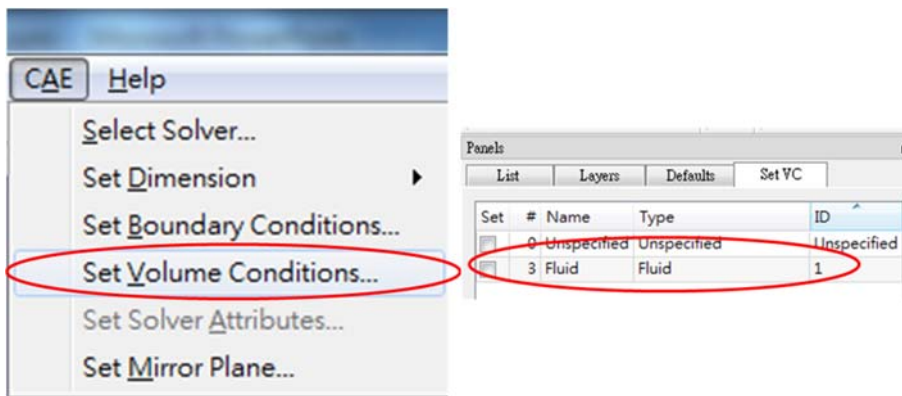 CAE Help
Select Solver...
Set Dimension
Set Boundary Conditions...
Set Volume Conditions...
Set Solver Attributes...
Set Mirror Plane...
Panels
List Layers Defaults Set VC
Set # Name Type ID
0 Unspecified Unspecified Unspecified
3 Fluid Fluid 1